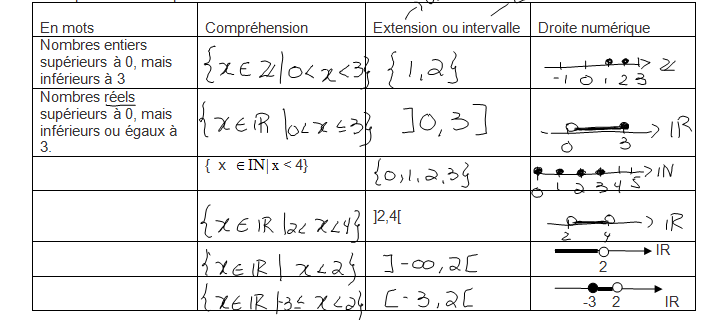 En mots Compréhension Extension ou intervalle Droite numérique
Nombres entiers
supérieurs à 0, mais
inférieurs à 3
{x ∈ ℤ | 0 < x < 3} {1, 2}
-1 0 1 2 3 ℤ
Nombres réels
supérieurs à 0, mais
inférieurs ou égaux à
3.
{x ∈ IR | 0 < x ≤ 3} ]0, 3]
0 3 IR
{ x ∈ IN| x < 4} {0, 1, 2, 3}
0 1 2 3 4 5 IN
{x ∈ IR | 2 < x < 4} ]2,4[
2 4 IR
{x ∈ IR | x < 2} ]-∞, 2[
2 IR
{x ∈ IR | -3 ≤ x < 2} [-3, 2[
-3 2 IR